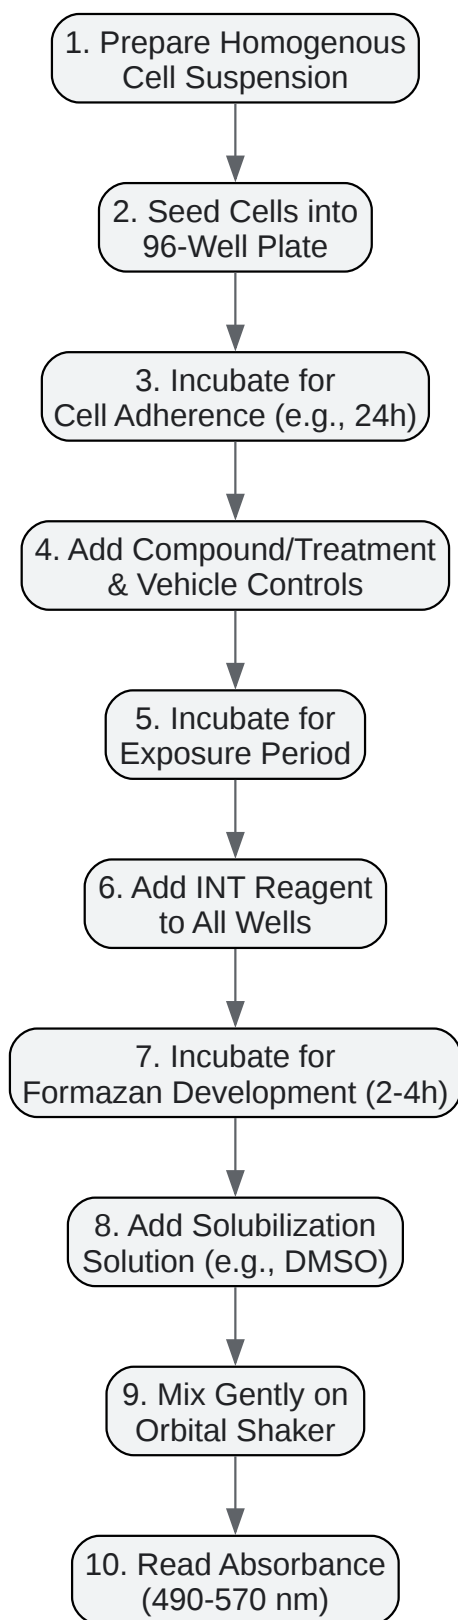 1. Prepare Homogenous
Cell Suspension
2. Seed Cells into
96-Well Plate
3. Incubate for
Cell Adherence (e.g., 24h)
4. Add Compound/Treatment
& Vehicle Controls
5. Incubate for
Exposure Period
6. Add INT Reagent
to All Wells
7. Incubate for
Formazan Development (2-4h)
8. Add Solubilization
Solution (e.g., DMSO)
9. Mix Gently on
Orbital Shaker
10. Read Absorbance
(490-570 nm)